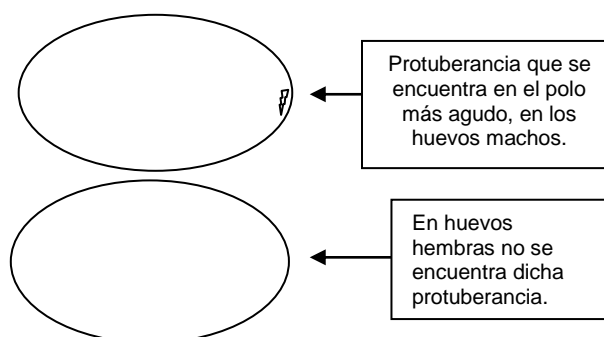 Protuberancia que se
encuentra en el polo
más agudo, en los
huevos machos.
En huevos
hembras no se
encuentra dicha
protuberancia.